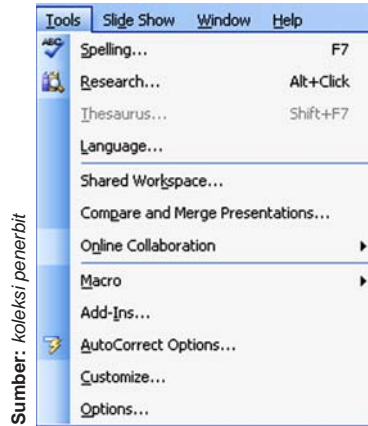 Tools Slide Show Window Help
Spelling... F7
Research... Alt+Click
Thesaurus... Shift+F7
Language...
Shared Workspace...
Compare and Merge Presentations...
Online Collaboration
Macro
Add-Ins...
AutoCorrect Options...
Customize...
Options...
Sumber: koleksi penerbit